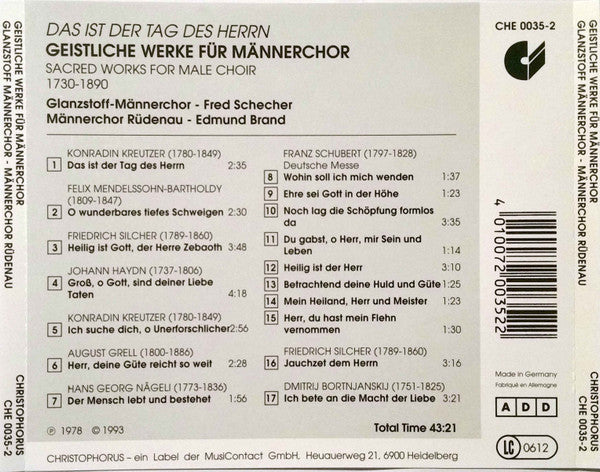 DAS IST DER TAG DES HERRN
GEISTLICHE WERKE FÜR MÄNNERCHOR
SACRED WORKS FOR MALE CHOIR
1730-1890
Glanzstoff-Männerchor - Fred Schecher
Männerchor Rüdenau - Edmund Brand
KONRADIN KREUTZER (1780-1849)
1 Das ist der Tag des Herrn 2:35
FELIX MENDELSSOHN-BARTHOLDY
(1809-1847)
2 O wunderbares tiefes Schweigen 2:30
FRIEDRICH SILCHER (1789-1860)
3 Heilig ist Gott, der Herre Zebaoth 3:48
JOHANN HAYDN (1737-1806)
4 Groß, o Gott, sind deiner Liebe
Taten 4:18
KONRADIN KREUTZER (1780-1849)
5 Ich suche dich, o Unerforschlicher 2:56
AUGUST GRELL (1800-1886)
6 Herr, deine Güte reicht so weit 2:28
HANS GEORG NÄGELI (1773-1836)
7 Der Mensch lebt und bestehet 1:56
FRANZ SCHUBERT (1797-1828)
Deutsche Messe
8 Wohin soll ich mich wenden 1:37
9 Ehre sei Gott in der Höhe 1:24
10 Noch lag die Schöpfung formlos
da 3:35
11 Du gabst, o Herr, mir Sein und
Leben 1:14
12 Heilig ist der Herr 3:10
13 Betrachtend deine Huld und Güte 1:25
14 Mein Heiland, Herr und Meister 1:23
15 Herr, du hast mein Flehn
vernommen 1:30
FRIEDRICH SILCHER (1789-1860)
16 Jauchzet dem Herrn 3:16
DMITRIJ BORTNJANSKIJ (1751-1825)
17 Ich bete an die Macht der Liebe 3:21
℗ 1978 © 1993
Total Time 43:21
CHRISTOPHORUS - ein Label der MusiContact GmbH, Heuauerweg 21, 6900 Heidelberg
CHE 0035-2
4 010072 003522
Made in Germany
Fabriqué en Allemagne
A D D
LC 0612
GEISTLICHE WERKE FÜR MÄNNERCHOR
GLANZSTOFF MÄNNERCHOR - MÄNNERCHOR RÜDENAU
CHRISTOPHORUS
CHE 0035-2
GEISTLICHE WERKE FÜR MÄNNERCHOR
GLANZSTOFF MÄNNERCHOR - MÄNNERCHOR RÜDENAU
CHRISTOPHORUS
CHE 0035-2